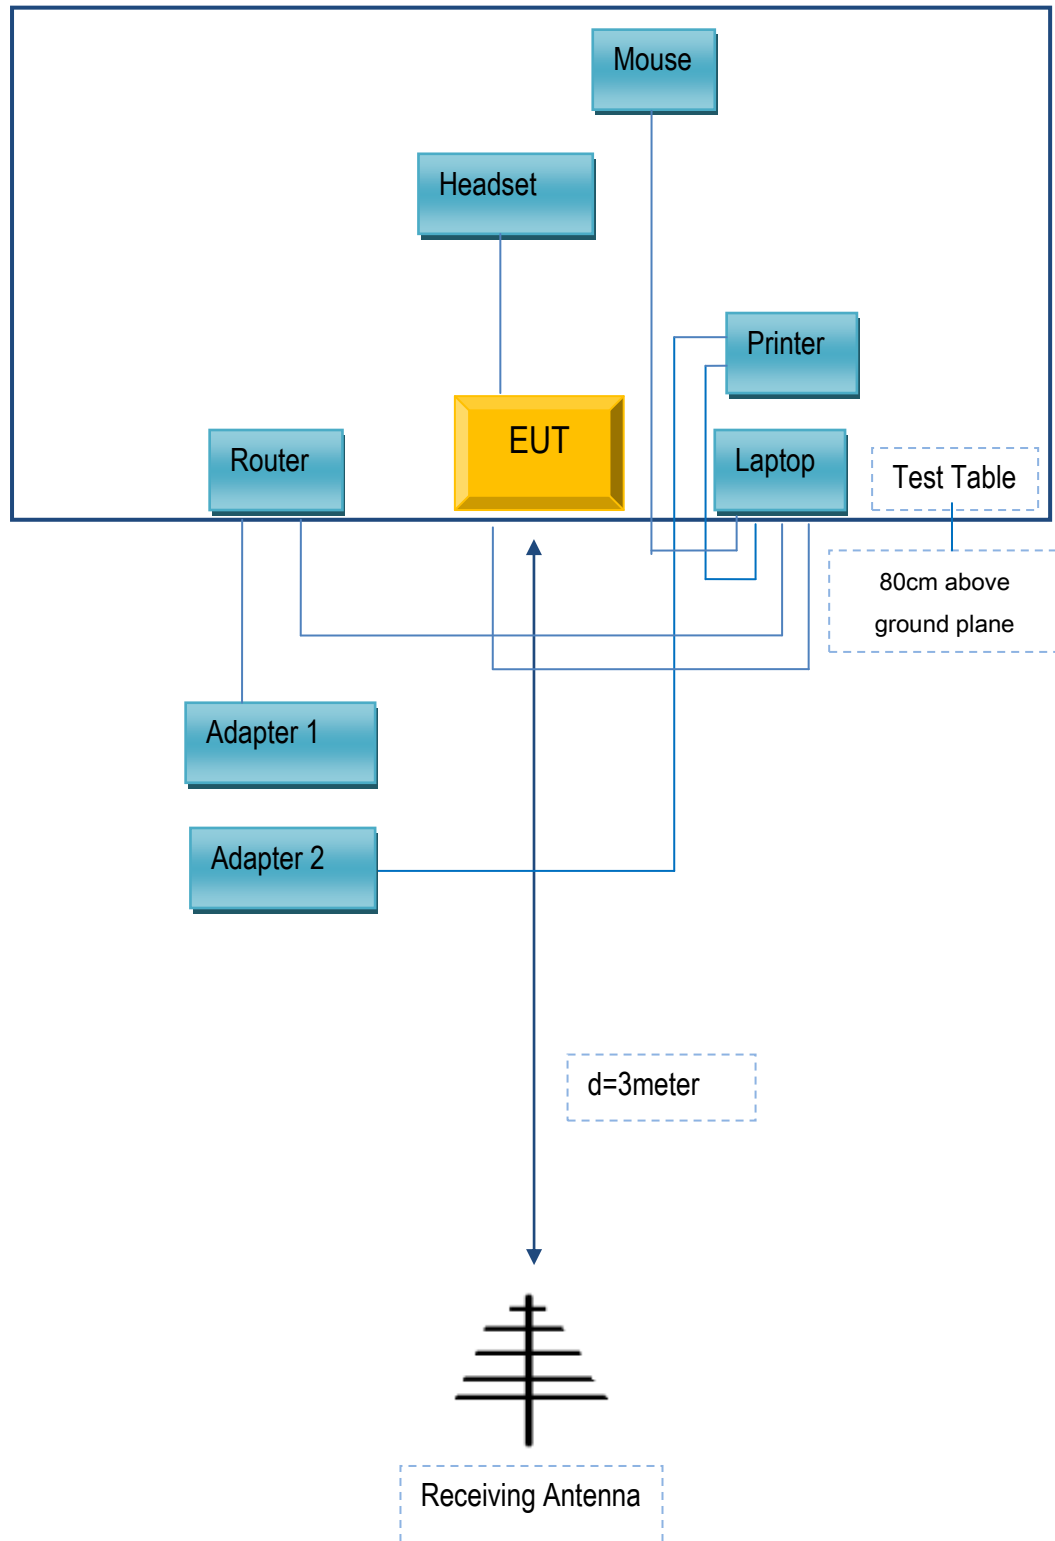 Mouse
Headset
Printer
EUT
Router
Laptop
Test Table
80cm above
ground plane
Adapter 1
Adapter 2
d=3meter
Receiving Antenna